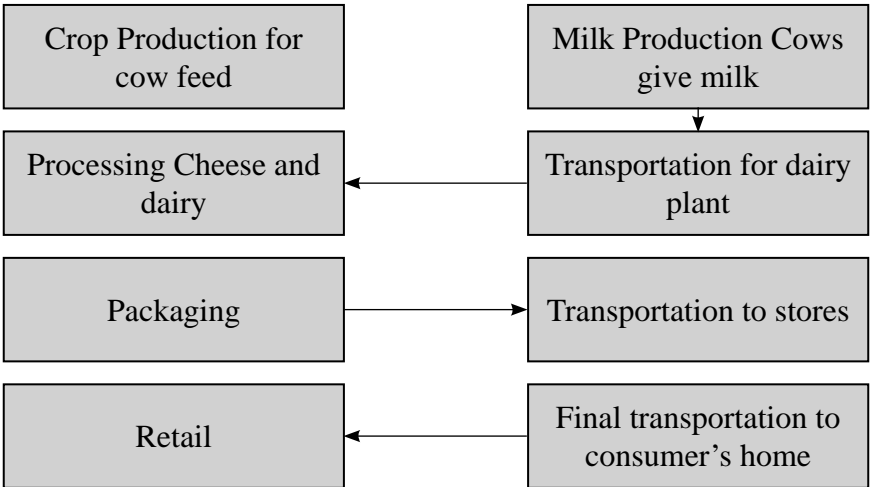 Crop Production for
cow feed
Milk Production Cows
give milk
Processing Cheese and
dairy
Transportation for dairy
plant
Packaging
Transportation to stores
Retail
Final transportation to
consumer’s home